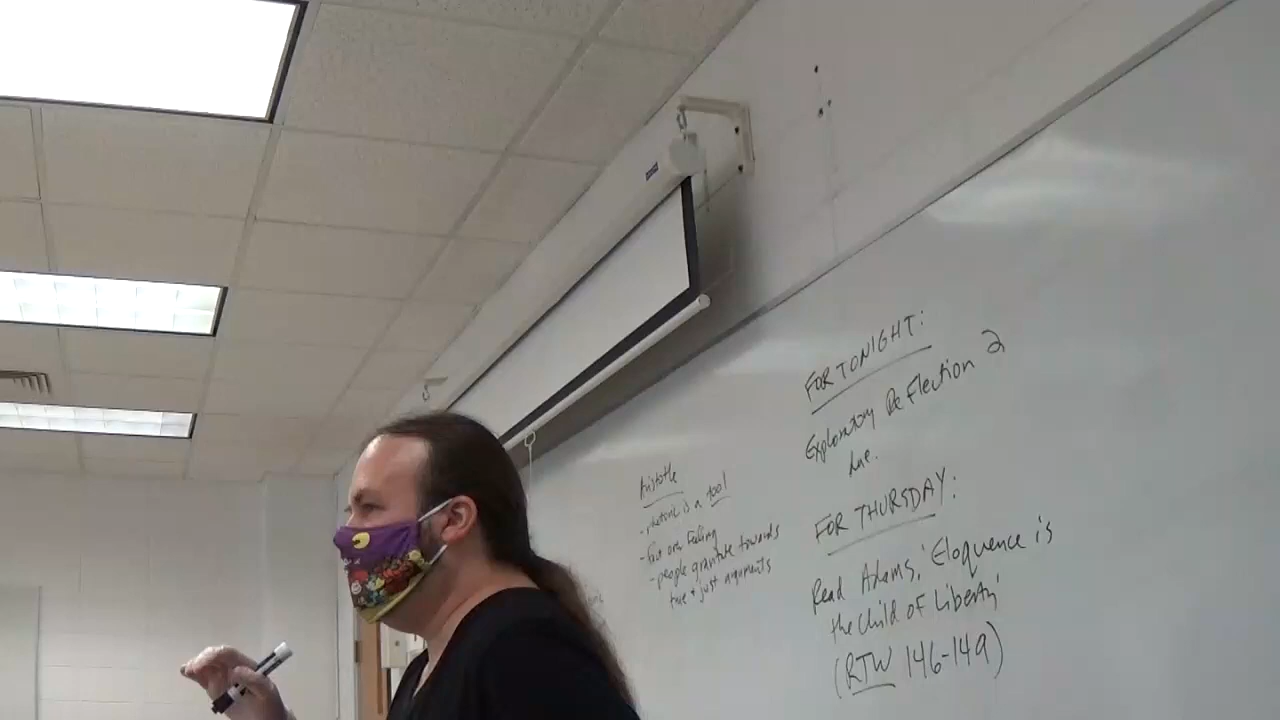 Aristotle
- rhetoric is a tool
- people gravitate towards
true + just arguments
FOR TONIGHT:
Exploratory Reflection 2
due.
FOR THURSDAY:
Read Adams, 'Eloquence is
the Child of Liberty'
(RTW 146-149)